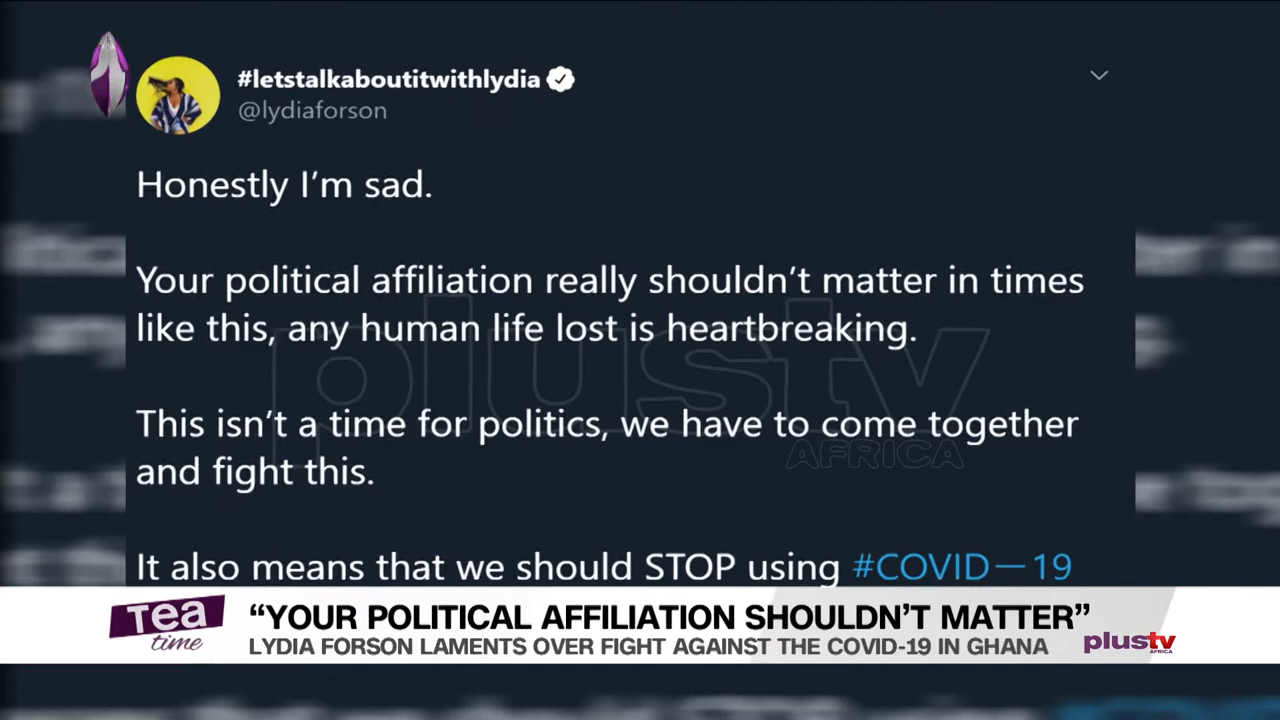 #letstalkaboutitwithlydia
@lydiaforson
Honestly I'm sad.
Your political affiliation really shouldn't matter in times
like this, any human life lost is heartbreaking.
This isn't a time for politics, we have to come together
and fight this.
It also means that we should STOP using #COVID—19
plustv
AFRICA
Tea
time
“YOUR POLITICAL AFFILIATION SHOULDN'T MATTER”
LYDIA FORSON LAMENTS OVER FIGHT AGAINST THE COVID-19 IN GHANA
plustv
AFRICA